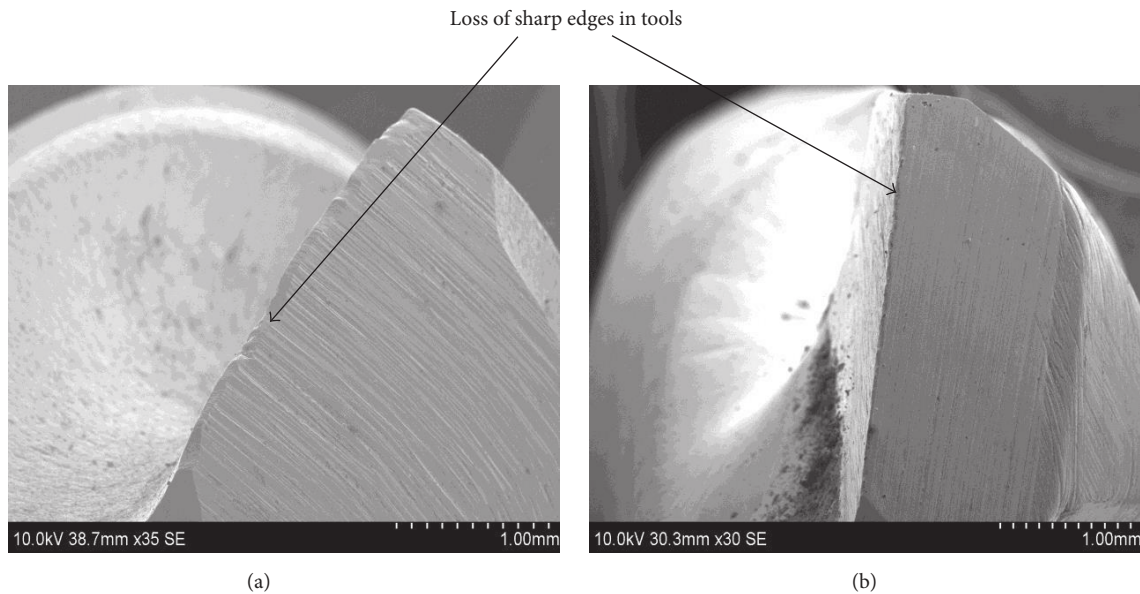 Loss of sharp edges in tools
10.0kV 38.7mm x35 SE
1.00mm
10.0kV 30.3mm x30 SE
1.00mm
(a)
(b)